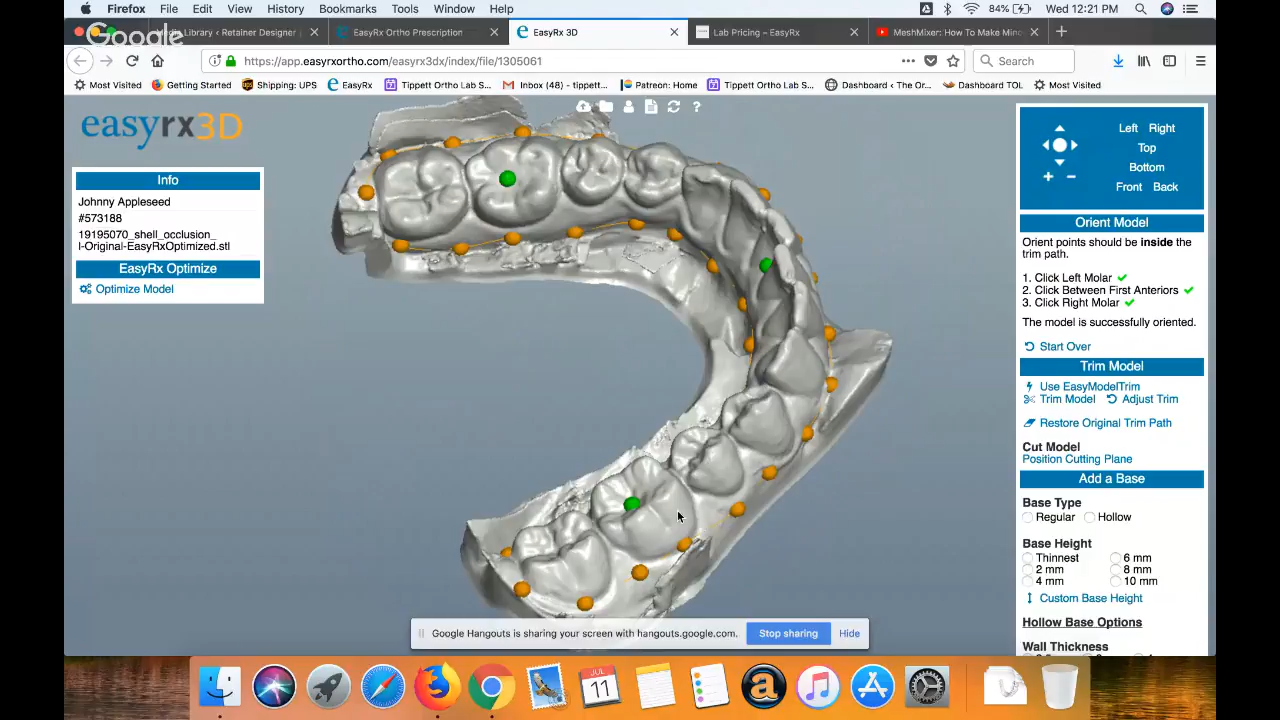 Firefox File Edit View History Bookmarks Tools Window Help
84% Wed 12:21 PM
Google
Media Library ‹ Retainer Designer
EasyRx Ortho Prescription
EasyRx 3D
Lab Pricing – EasyRx
MeshMixer: How To Make Mino
https://app.easyrxortho.com/easyrx3dx/index/file/1305061
Search
Most Visited Getting Started Shipping: UPS EasyRx Tippett Ortho Lab S... Inbox (48) - tippett... Patreon: Home Tippett Ortho Lab S... Dashboard ‹ The Or... Dashboard TOL Most Visited
easyrx3D
Info
Johnny Appleseed
#573188
19195070_shell_occlusion_
l-Original-EasyRxOptimized.stl
EasyRx Optimize
Optimize Model
Left Right
Top
Bottom
Front Back
Orient Model
Orient points should be inside the
trim path.
1. Click Left Molar
2. Click Between First Anteriors
3. Click Right Molar
The model is successfully oriented.
Start Over
Trim Model
Use EasyModelTrim
Trim Model Adjust Trim
Restore Original Trim Path
Cut Model
Position Cutting Plane
Add a Base
Base Type
Regular Hollow
Base Height
Thinnest 6 mm
2 mm 8 mm
4 mm 10 mm
Custom Base Height
Hollow Base Options
Wall Thickness
Google Hangouts is sharing your screen with hangouts.google.com. Stop sharing Hide
JUL
11